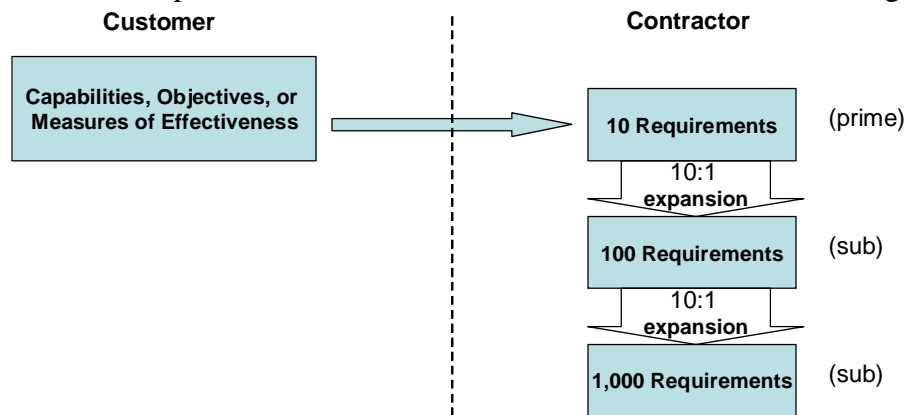 Customer
Contractor
Capabilities, Objectives, or
Measures of Effectiveness
10 Requirements
(prime)
10:1
expansion
100 Requirements
(sub)
10:1
expansion
1,000 Requirements
(sub)